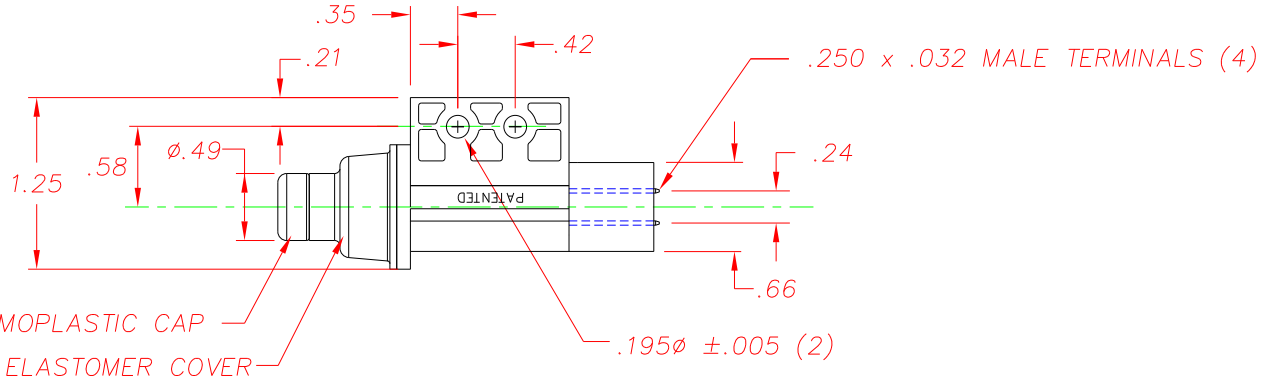 .35
.42
.21
.250 x .032 MALE TERMINALS (4)
ø.49
.58
.24
1.25
PATENTED
.66
MOPLASTIC CAP
.195ø ±.005 (2)
ELASTOMER COVER